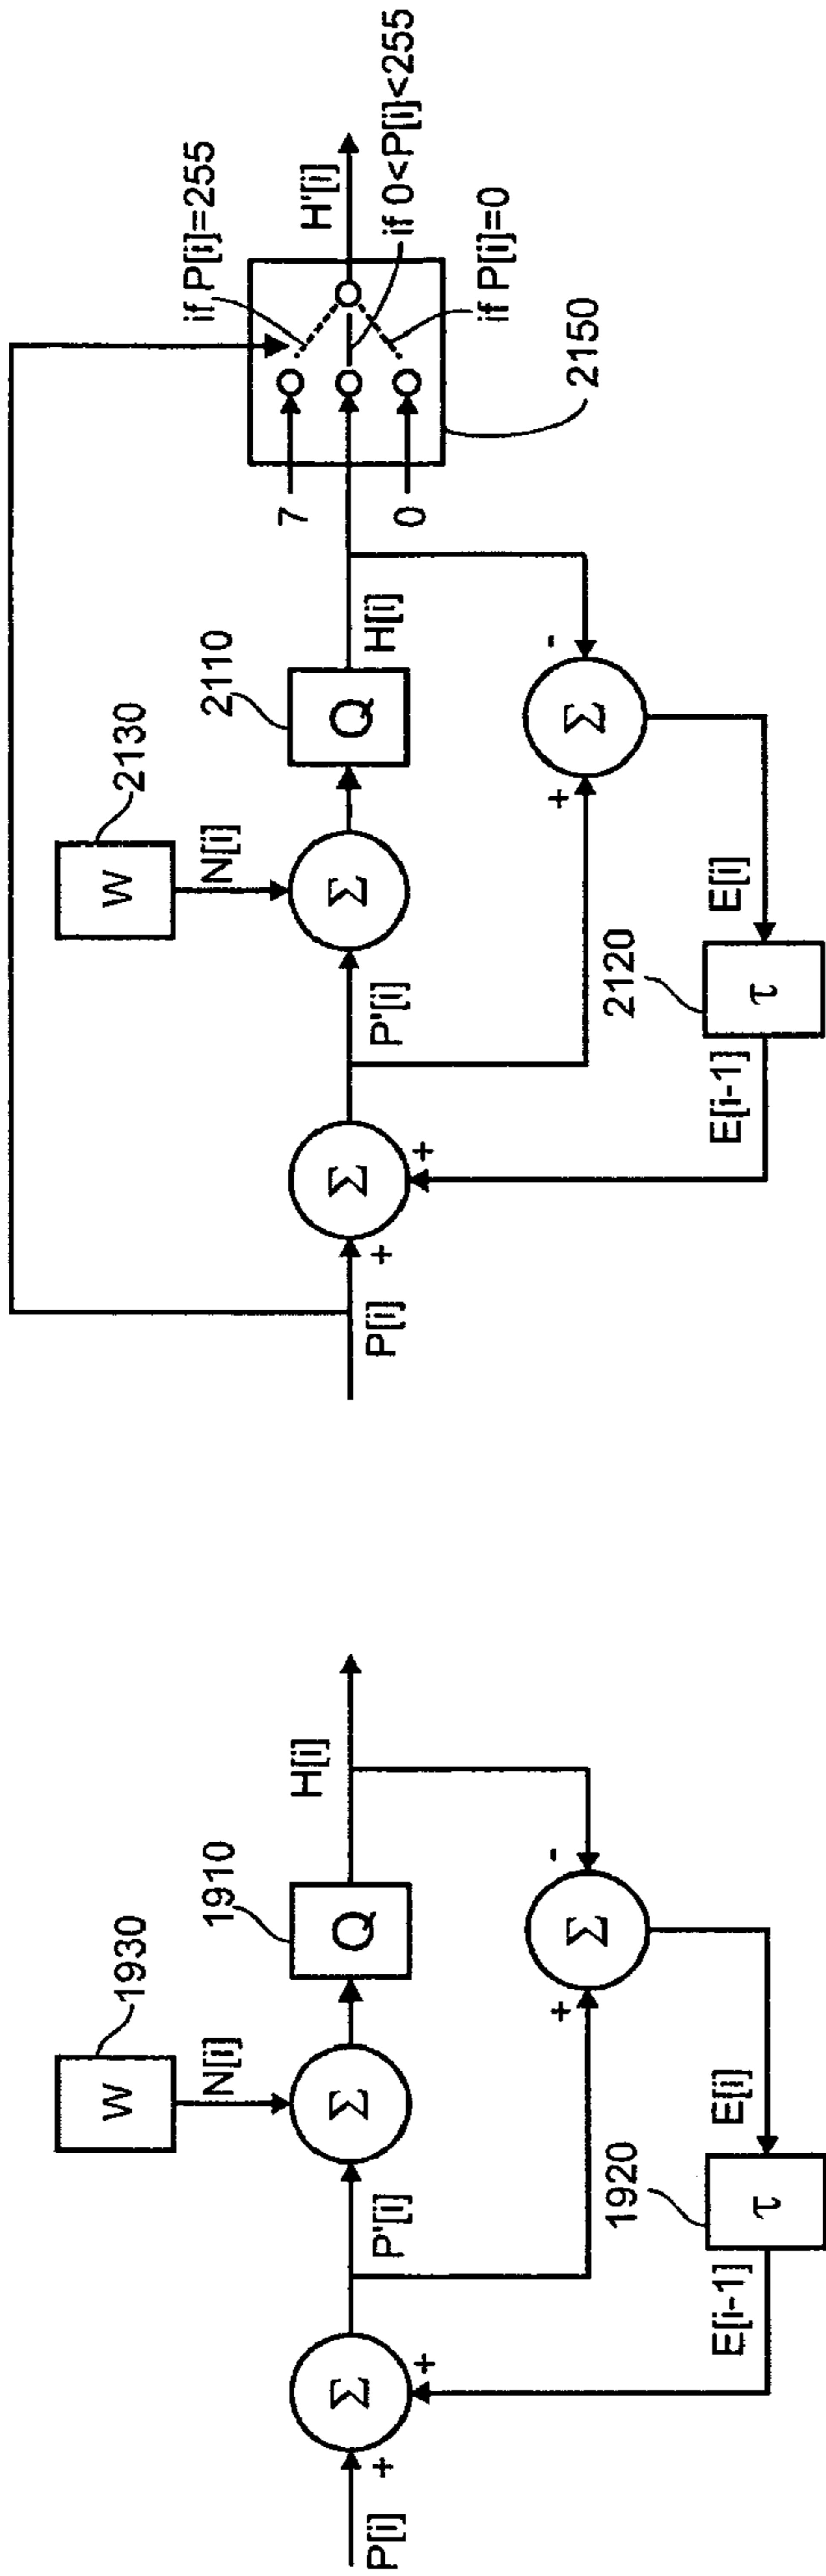 P[i]
+
Σ
+
P'[i]
W
1930
N[i]
Σ
Q
1910
H[i]
+
-
Σ
E[i]
τ
1920
E[i-1]
P[i]
+
Σ
+
P'[i]
W
2130
N[i]
Σ
Q
2110
H[i]
+
-
Σ
E[i]
τ
2120
E[i-1]
7
0
if P[i]=255
H'[i]
if 0<P[i]<255
if P[i]=0
2150